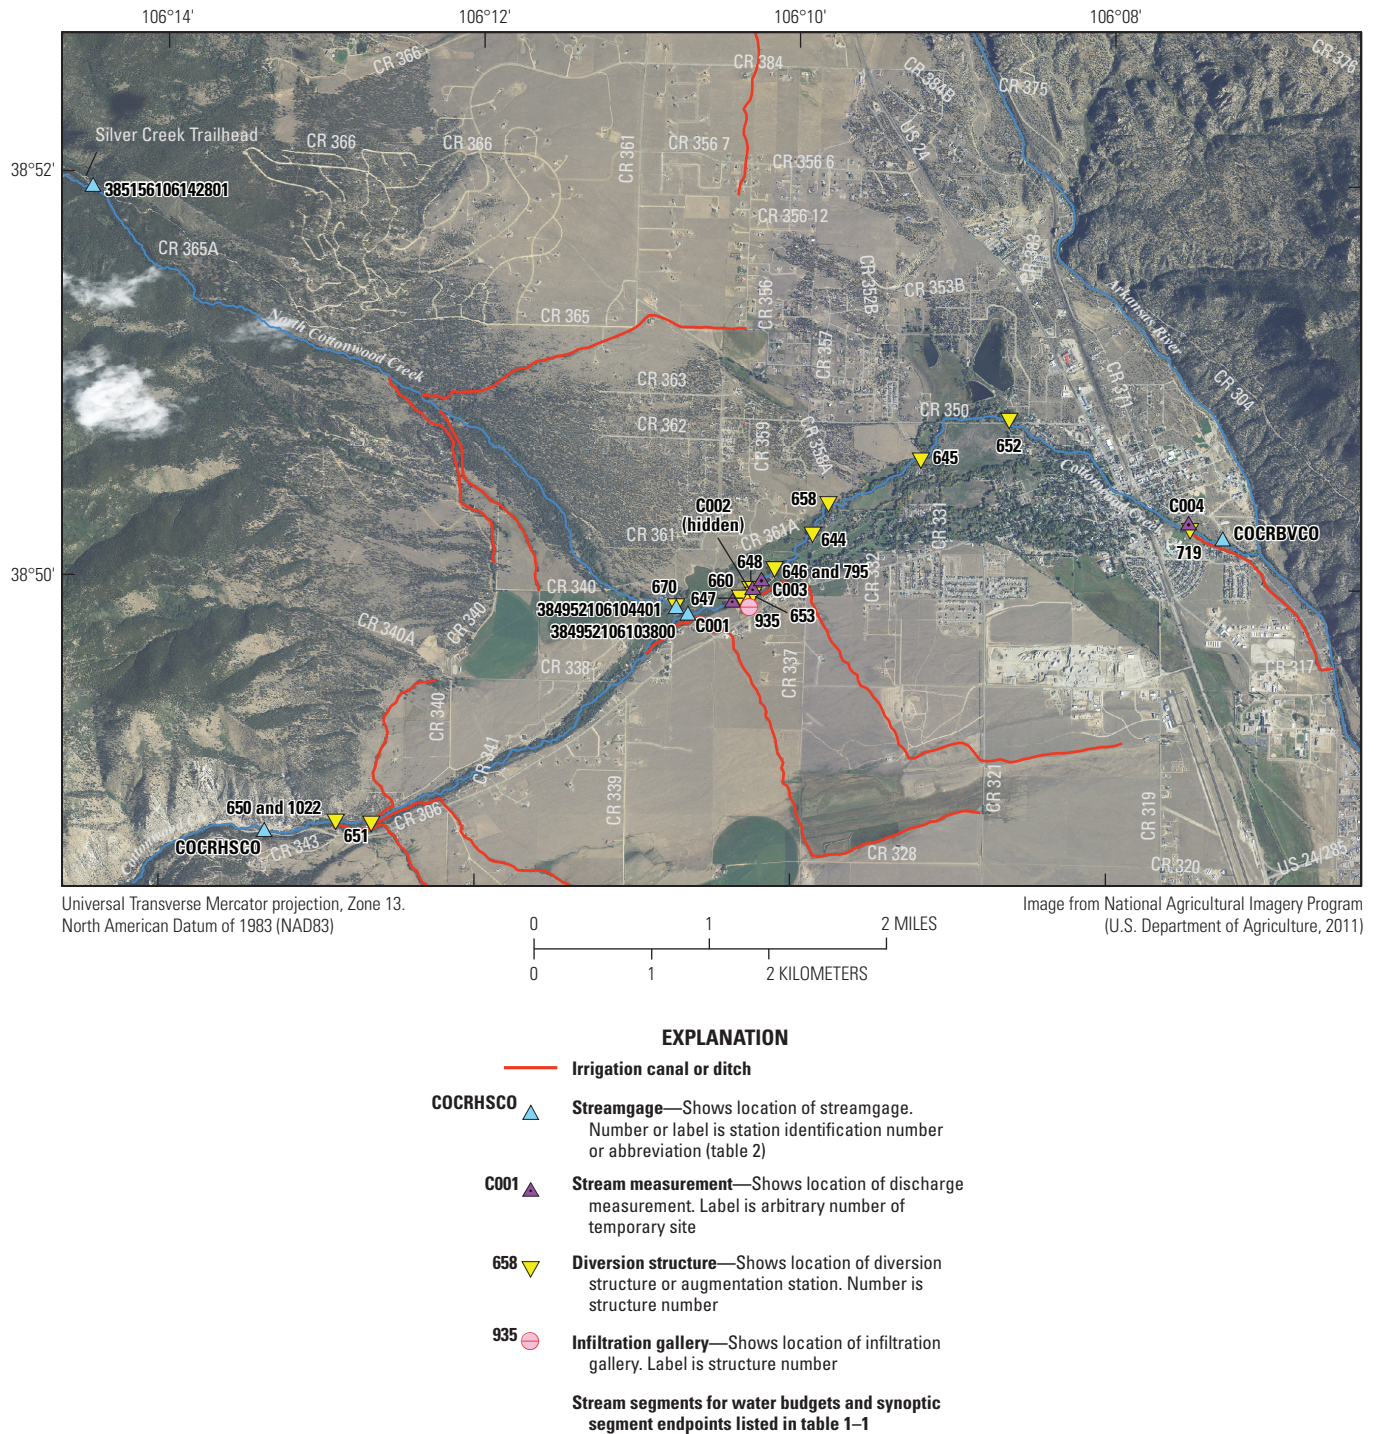 106°14'
106°12'
106°10'
106°08'
CR 366
CR 384
CR 384B
CR 375
CR 376
US 24
Silver Creek Trailhead
CR 366
CR 366
CR 361
CR 356 7
CR 356 6
38°52'
385156106142801
CR 356 12
CR 365A
CR 383
CR 352B
CR 353B
Arkansas River
CR 356
North Cottonwood Creek
CR 365
CR 357
CR 363
CR 371
CR 304
CR 350
CR 362
CR 369
CR 358A
652
645
Cottonwood Creek
C002
(hidden)
658
C004
CR 361
CR 361A
CR 331
644
COCRBVCO
719
648
646 and 795
CR 332
38°50'
CR 340
670
660
C003
384952106104401
647
653
CR 340A
CR 340
384952106103800
C001
935
CR 338
CR 337
CR 317
CR 340
CR 341
CR 339
CR 321
CR 319
650 and 1022
CR 306
651
Cottonwood C
COCRHSCO
CR 343
CR 328
CR 320
US 24/285
Universal Transverse Mercator projection, Zone 13.
North American Datum of 1983 (NAD83)
Image from National Agricultural Imagery Program
(U.S. Department of Agriculture, 2011)
0 1 2 MILES
0 1 2 KILOMETERS
EXPLANATION
Irrigation canal or ditch
COCRHSCO Streamgage—Shows location of streamgage.
Number or label is station identification number
or abbreviation (table 2)
C001 Stream measurement—Shows location of discharge
measurement. Label is arbitrary number of
temporary site
658 Diversion structure—Shows location of diversion
structure or augmentation station. Number is
structure number
935 Infiltration gallery—Shows location of infiltration
gallery. Label is structure number
Stream segments for water budgets and synoptic
segment endpoints listed in table 1–1